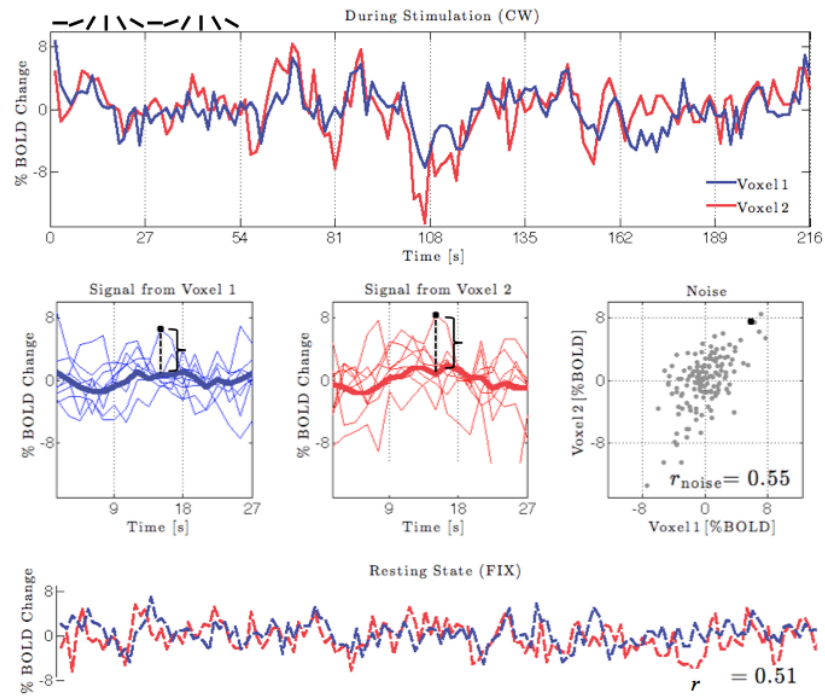 During Stimulation (CW)
% BOLD Change
8
0
-8
Voxel 1
Voxel 2
0 27 54 81 108 135 162 189 216
Time [s]
Signal from Voxel 1
% BOLD Change
8
0
-8
9 18 27
Time [s]
Signal from Voxel 2
% BOLD Change
8
0
-8
9 18 27
Time [s]
Noise
Voxel 2 [%BOLD]
8
0
-8
r noise = 0.55
-8 0 8
Voxel 1 [%BOLD]
Resting State (FIX)
% BOLD Change
8
0
-8
r = 0.51